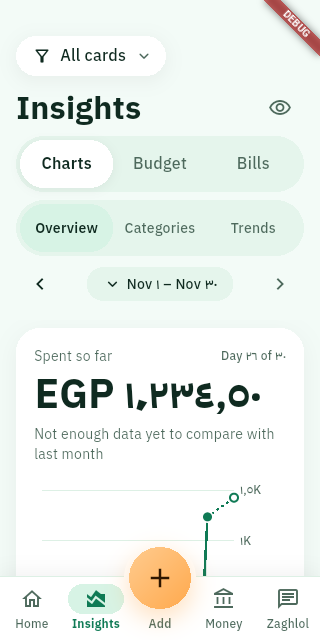 DEBUG
All cards
Insights
Charts Budget Bills
Overview Categories Trends
Nov ١ – Nov ٣٠
Spent so far Day ٢٦ of ٣٠
EGP ١,٢٣٤,٥٠
Not enough data yet to compare with
last month
١,٥K
١K
Home Insights Add Money Zaghlol